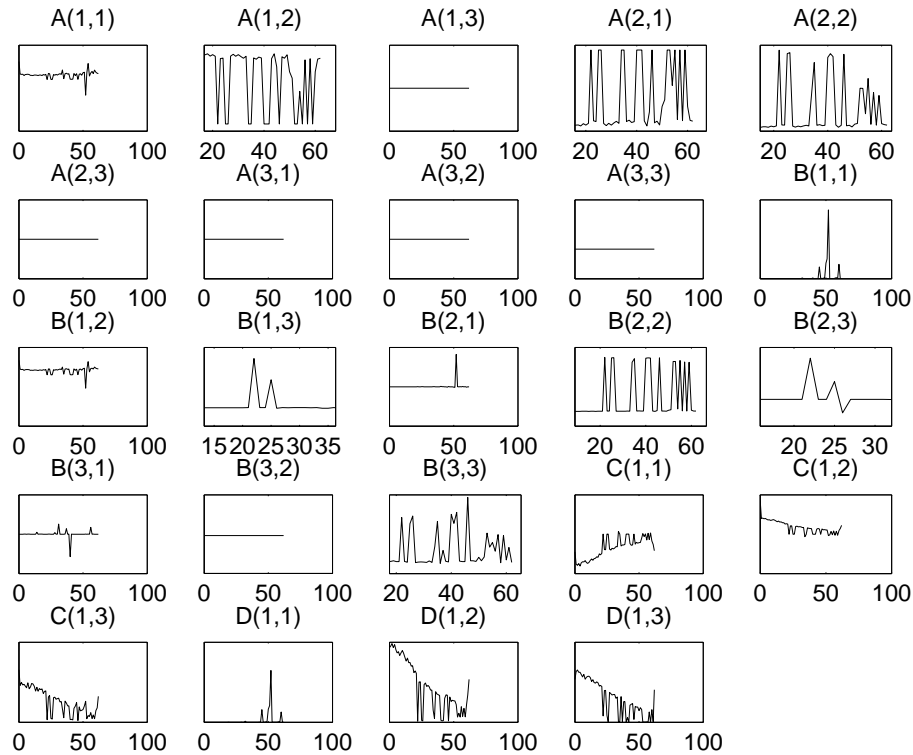 A(1,1) A(1,2) A(1,3) A(2,1) A(2,2)
0 50 100 20 40 60 0 50 100 20 40 60 20 40 60
A(2,3) A(3,1) A(3,2) A(3,3) B(1,1)
0 50 100 0 50 100 0 50 100 0 50 100 0 50 100
B(1,2) B(1,3) B(2,1) B(2,2) B(2,3)
0 50 100 15 20 25 30 35 0 50 100 20 40 60 20 25 30
B(3,1) B(3,2) B(3,3) C(1,1) C(1,2)
0 50 100 0 50 100 20 40 60 0 50 100 0 50 100
C(1,3) D(1,1) D(1,2) D(1,3)
0 50 100 0 50 100 0 50 100 0 50 100